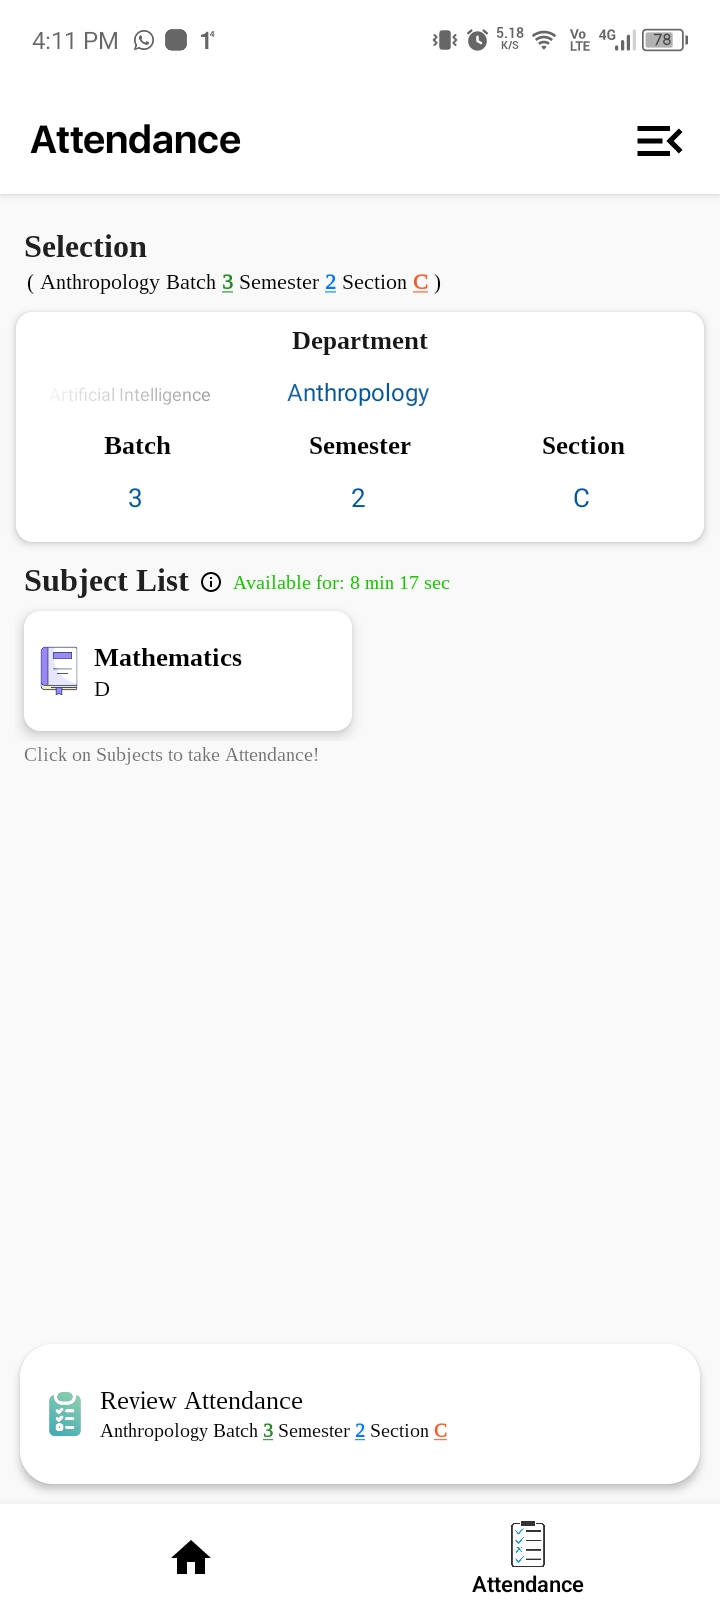 4:11 PM 1⁴ 5.18 K/S Vo LTE 4G 78
Attendance
Selection
( Anthropology Batch 3 Semester 2 Section C )
Department
Artificial Intelligence Anthropology
Batch Semester Section
3 2 C
Subject List Available for: 8 min 17 sec
Mathematics
D
Click on Subjects to take Attendance!
Review Attendance
Anthropology Batch 3 Semester 2 Section C
Attendance